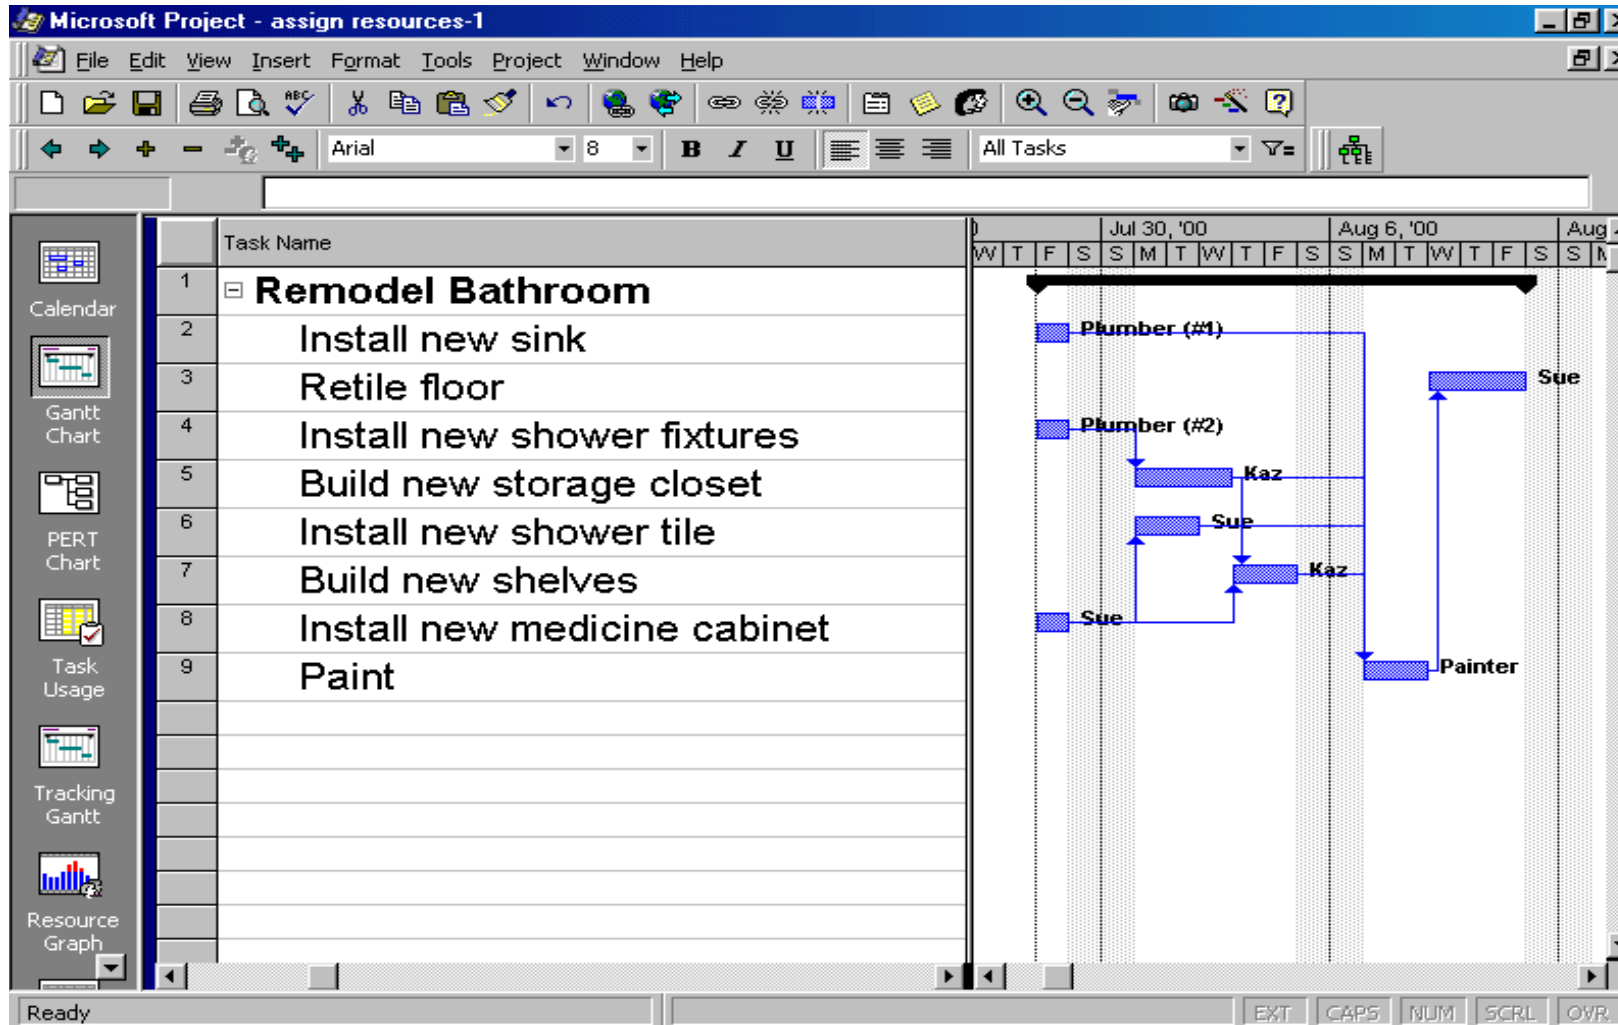 Microsoft Project - assign resources-1
File Edit View Insert Format Tools Project Window Help
ABC
Arial 8 B I U All Tasks
Task Name
Jul 30, '00 Aug 6, '00 Aug
W T F S S M T W T F S S M T W T F S S M
Calendar
Gantt Chart
PERT Chart
Task Usage
Tracking Gantt
Resource Graph
1 Remodel Bathroom
2 Install new sink Plumber (#1)
3 Retile floor Sue
4 Install new shower fixtures Plumber (#2)
5 Build new storage closet Kaz
6 Install new shower tile Sue
7 Build new shelves Kaz
8 Install new medicine cabinet Sue
9 Paint Painter
Ready EXT CAPS NUM SCRL OVR